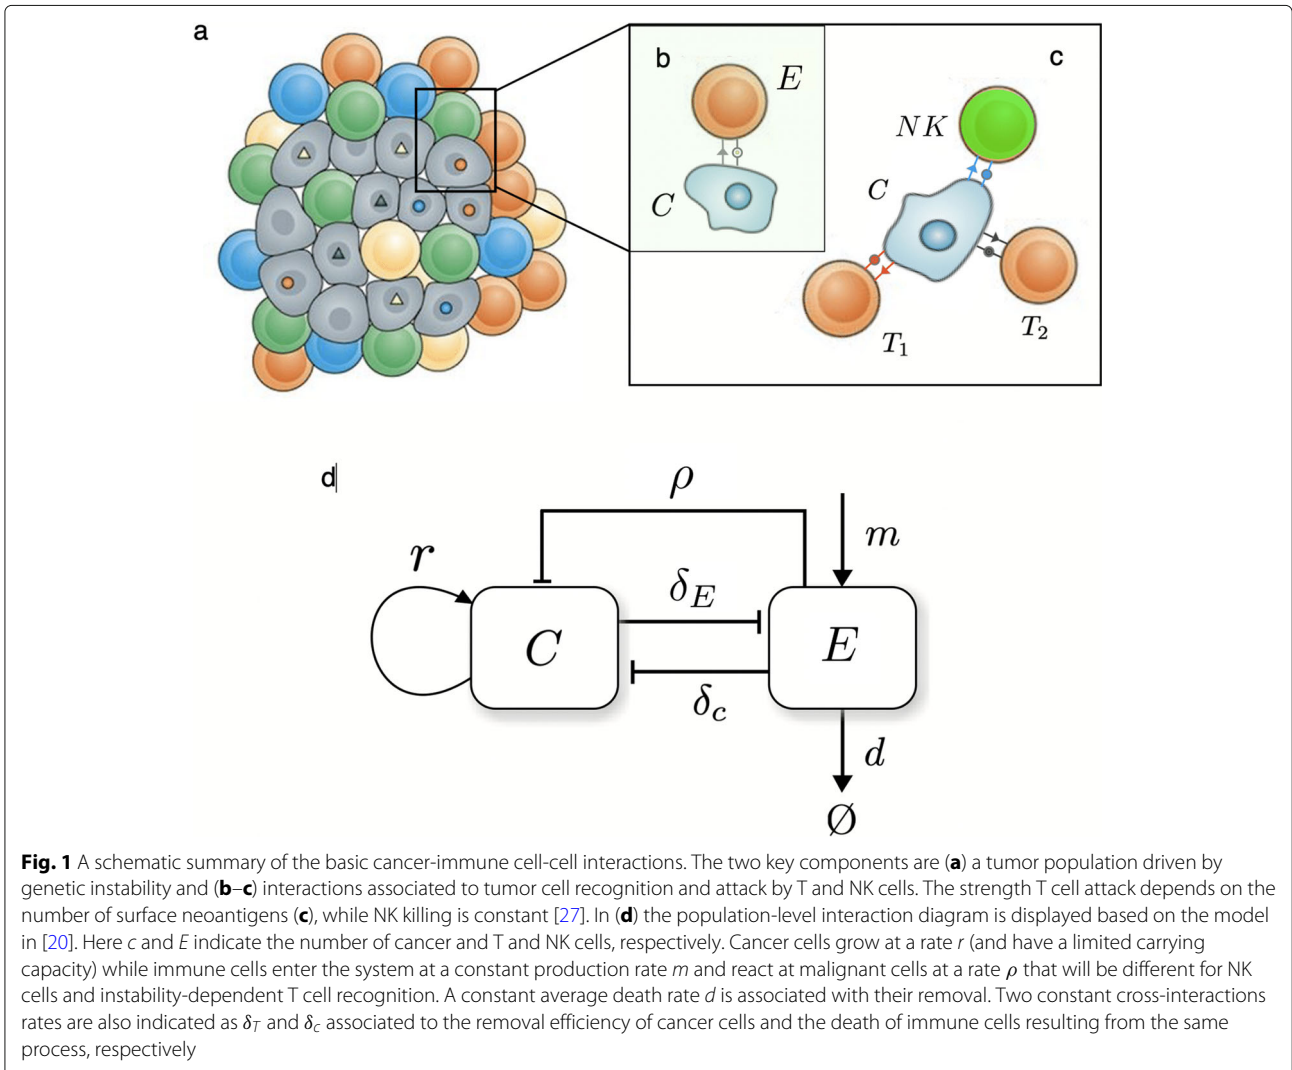 a
b
E
C
c
NK
C
T₁
T₂
d
ρ
m
r
δ_E
C
E
δ_c
d
Ø
Fig. 1 A schematic summary of the basic cancer-immune cell-cell interactions. The two key components are (a) a tumor population driven by
genetic instability and (b–c) interactions associated to tumor cell recognition and attack by T and NK cells. The strength T cell attack depends on the
number of surface neoantigens (c), while NK killing is constant [27]. In (d) the population-level interaction diagram is displayed based on the model
in [20]. Here c and E indicate the number of cancer and T and NK cells, respectively. Cancer cells grow at a rate r (and have a limited carrying
capacity) while immune cells enter the system at a constant production rate m and react at malignant cells at a rate ρ that will be different for NK
cells and instability-dependent T cell recognition. A constant average death rate d is associated with their removal. Two constant cross-interactions
rates are also indicated as δ_T and δ_c associated to the removal efficiency of cancer cells and the death of immune cells resulting from the same
process, respectively